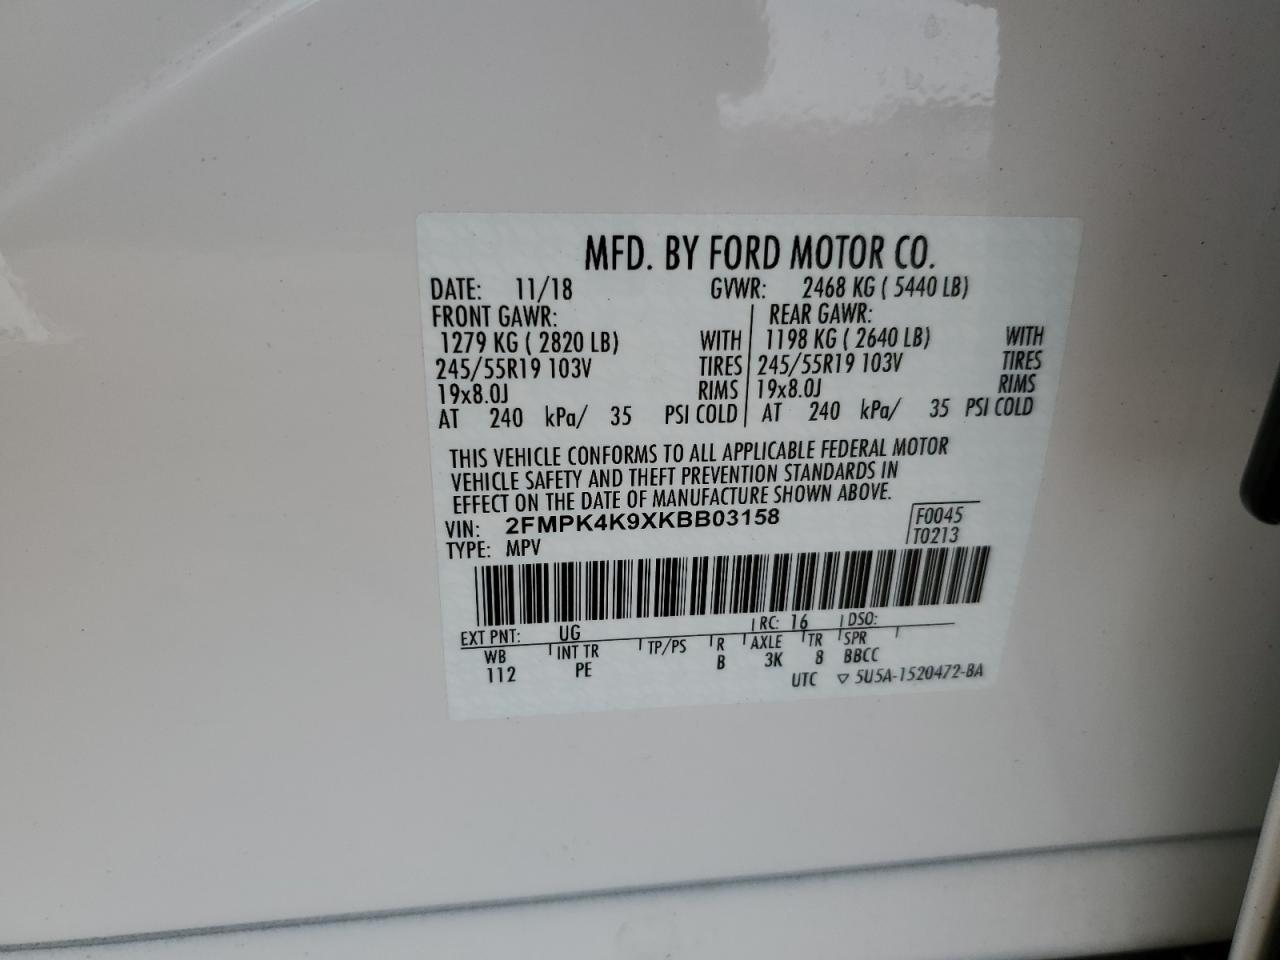 MFD. BY FORD MOTOR CO.
DATE: 11/18 GVWR: 2468 KG ( 5440 LB)
FRONT GAWR: REAR GAWR:
1279 KG ( 2820 LB) WITH 1198 KG ( 2640 LB) WITH
245/55R19 103V TIRES 245/55R19 103V TIRES
19x8.0J RIMS 19x8.0J RIMS
AT 240 kPa/ 35 PSI COLD AT 240 kPa/ 35 PSI COLD
THIS VEHICLE CONFORMS TO ALL APPLICABLE FEDERAL MOTOR
VEHICLE SAFETY AND THEFT PREVENTION STANDARDS IN
EFFECT ON THE DATE OF MANUFACTURE SHOWN ABOVE.
VIN: 2FMPK4K9XKBB03158 F0045
TYPE: MPV T0213
EXT PNT: UG RC: 16 DSO:
WB INT TR TP/PS R AXLE TR SPR
112 PE B 3K 8 BBCC
UTC ▽ 5U5A-1520472-BA